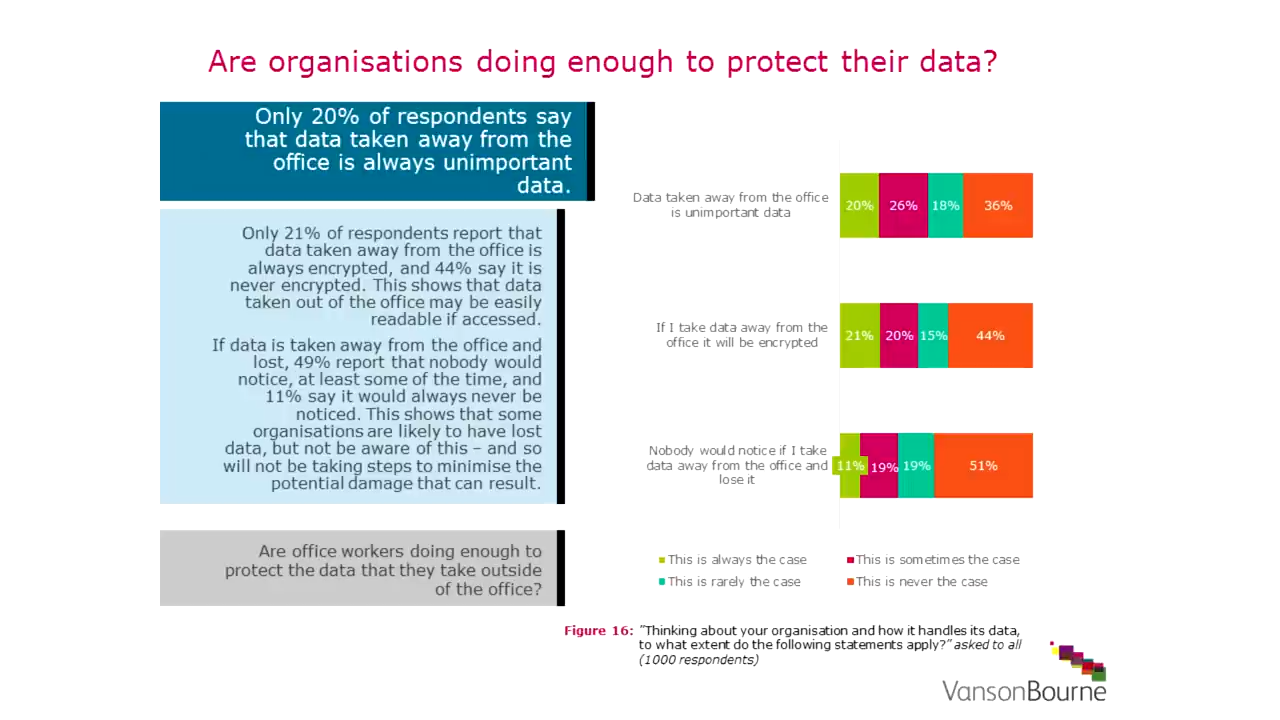 Are organisations doing enough to protect their data?
Only 20% of respondents say
that data taken away from the
office is always unimportant
data.
Only 21% of respondents report that
data taken away from the office is
always encrypted, and 44% say it is
never encrypted. This shows that data
taken out of the office may be easily
readable if accessed.
If data is taken away from the office and
lost, 49% report that nobody would
notice, at least some of the time, and
11% say it would always never be
noticed. This shows that some
organisations are likely to have lost
data, but not be aware of this – and so
will not be taking steps to minimise the
potential damage that can result.
Are office workers doing enough to
protect the data that they take outside
of the office?
Data taken away from the office
is unimportant data
20% 26% 18% 36%
If I take data away from the
office it will be encrypted
21% 20% 15% 44%
Nobody would notice if I take
data away from the office and
lose it
11% 19% 19% 51%
This is always the case
This is sometimes the case
This is rarely the case
This is never the case
Figure 16: "Thinking about your organisation and how it handles its data,
to what extent do the following statements apply?" asked to all
(1000 respondents)
VansonBourne